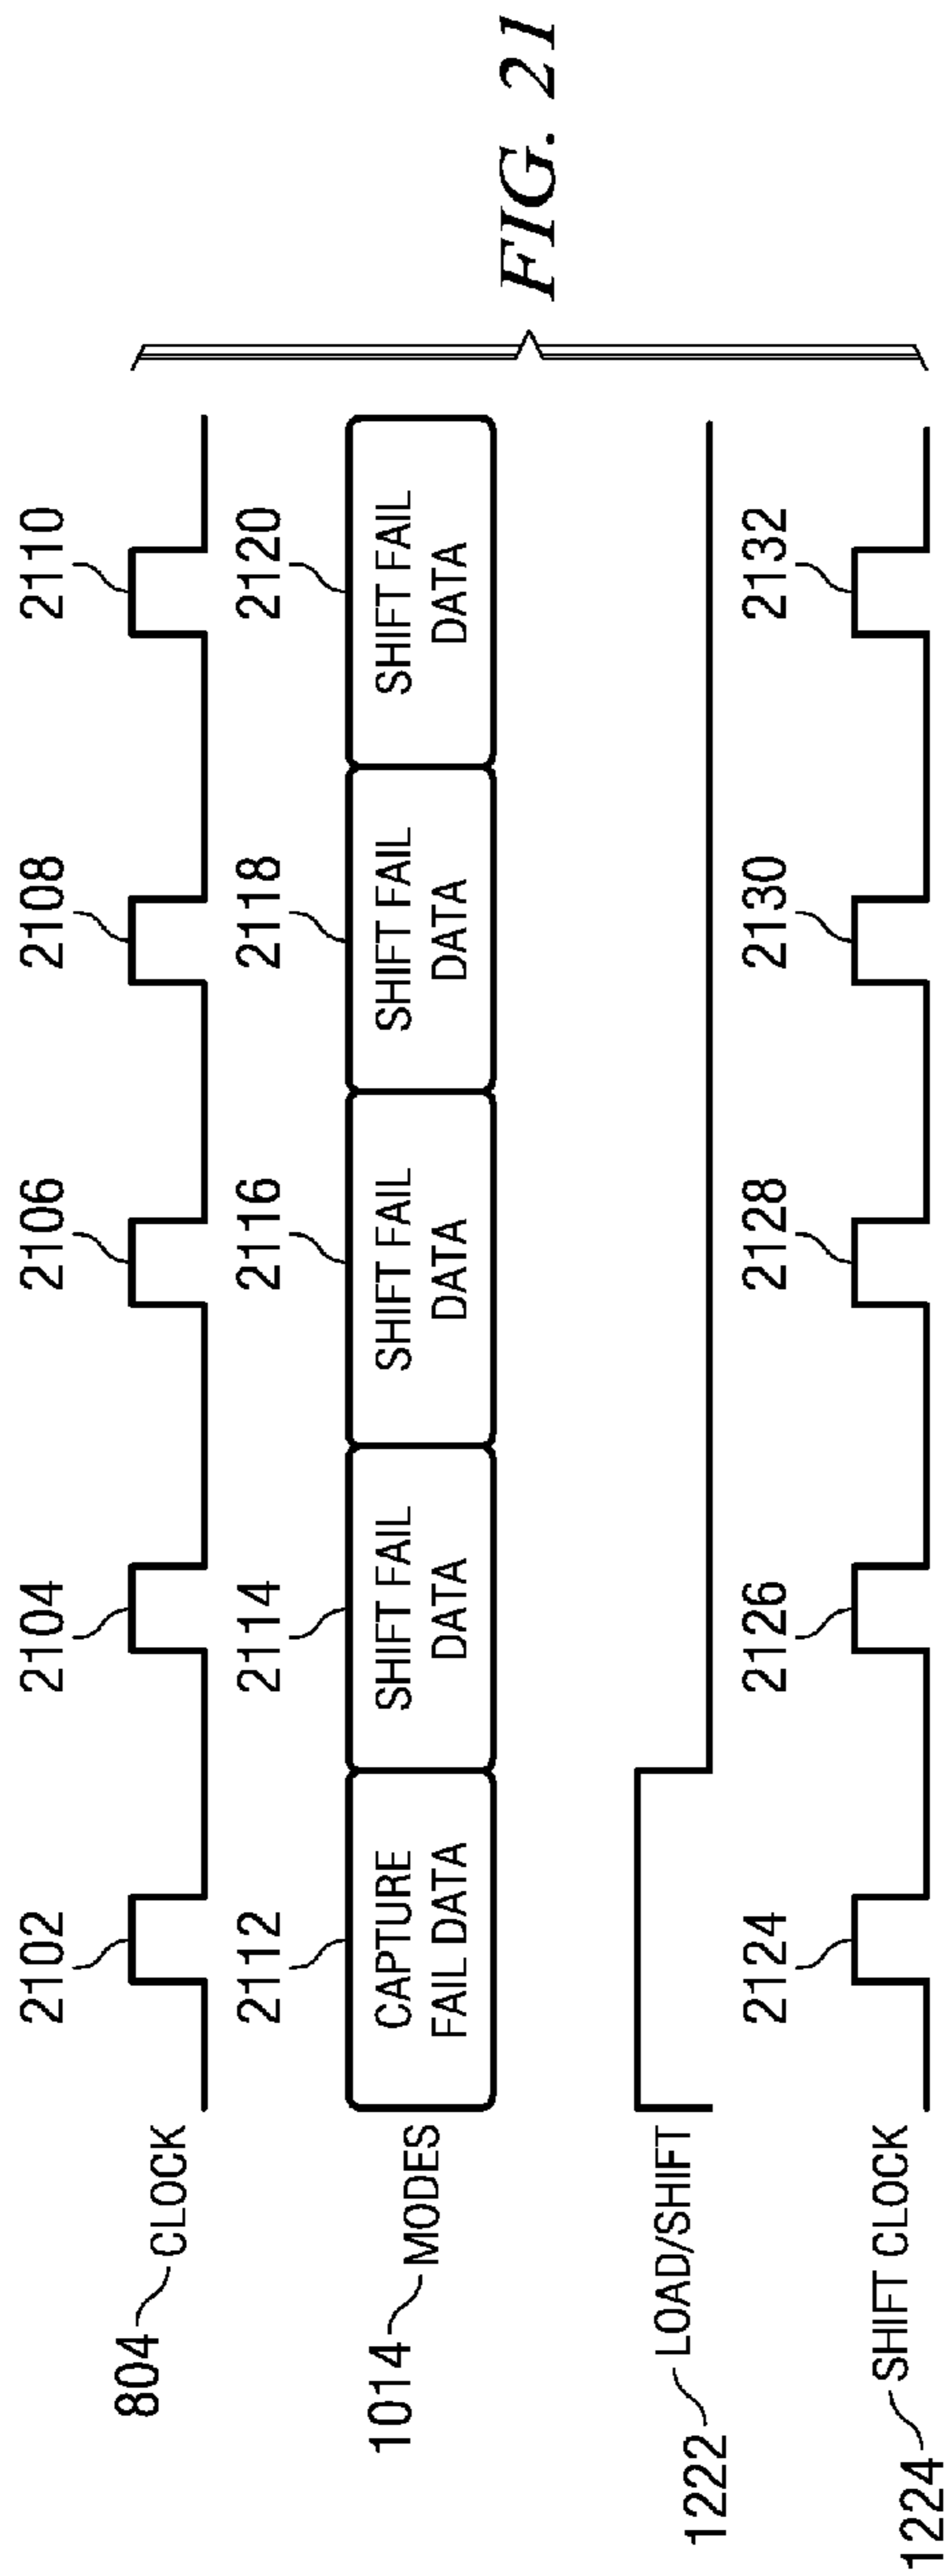 2102 2104 2106 2108 2110
804 CLOCK
2112 2114 2116 2118 2120
1014 MODES
CAPTURE
FAIL DATA
SHIFT FAIL
DATA
SHIFT FAIL
DATA
SHIFT FAIL
DATA
SHIFT FAIL
DATA
1222 LOAD/SHIFT
2124 2126 2128 2130 2132
1224 SHIFT CLOCK
FIG. 21